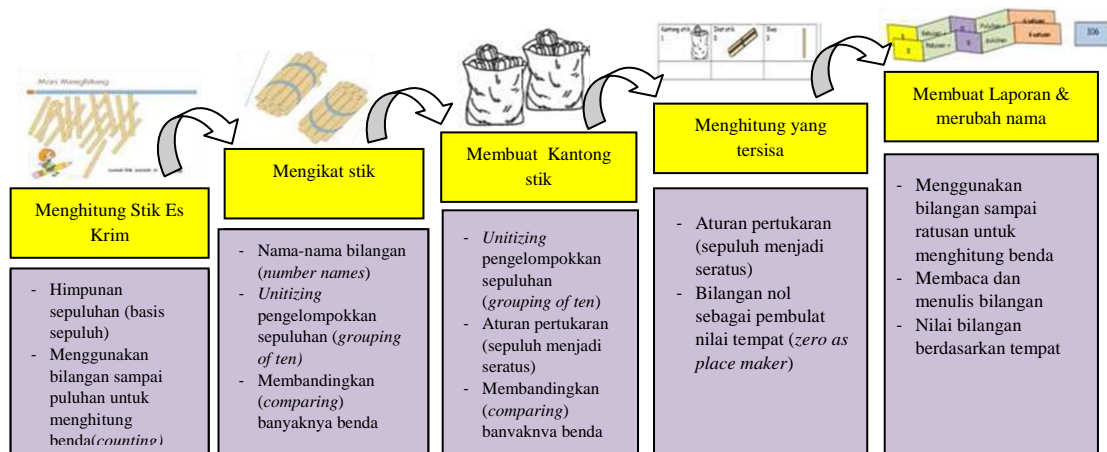 Mari Menghitung
Menghitung Stik Es
Krim
- Himpunan
sepuluhan (basis
sepuluh)
- Menggunakan
bilangan sampai
puluhan untuk
menghitung
benda(counting)
Mengikat stik
- Nama-nama bilangan
(number names)
- Unitizing
pengelompokkan
sepuluhan (grouping
of ten)
- Membandingkan
(comparing)
banyaknya benda
Membuat Kantong
stik
- Unitizing
pengelompokkan
sepuluhan
(grouping of ten)
- Aturan pertukaran
(sepuluh menjadi
seratus)
- Membandingkan
(comparing)
banyaknya benda
Kantong stik
1
3
Menghitung yang
tersisa
- Aturan pertukaran
(sepuluh menjadi
seratus)
- Bilangan nol
sebagai pembulat
nilai tempat (zero as
place maker)
106
Membuat Laporan &
merubah nama
- Menggunakan
bilangan sampai
ratusan untuk
menghitung benda
- Membaca dan
menulis bilangan
- Nilai bilangan
berdasarkan tempat